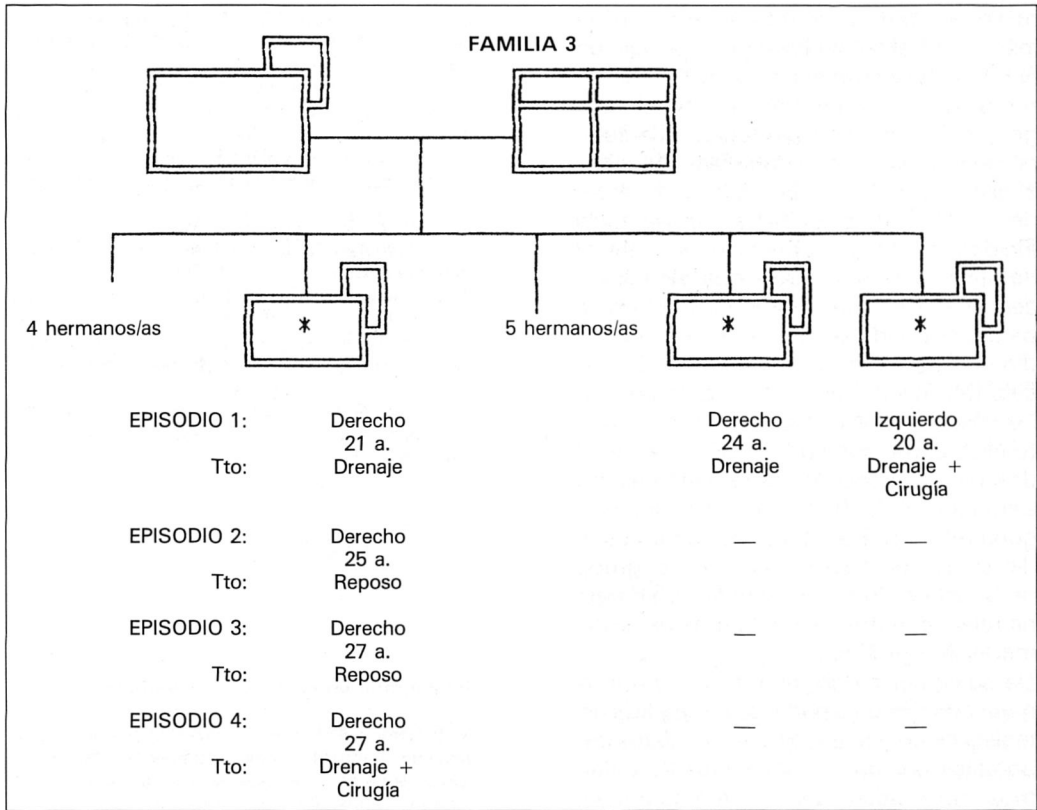 FAMILIA 3
4 hermanos/as * 5 hermanos/as * *
EPISODIO 1: Derecho Derecho Izquierdo
21 a. 24 a. 20 a.
Tto: Drenaje Drenaje Drenaje +
Cirugía
EPISODIO 2: Derecho — —
25 a.
Tto: Reposo
EPISODIO 3: Derecho — —
27 a.
Tto: Reposo
EPISODIO 4: Derecho — —
27 a.
Tto: Drenaje +
Cirugía